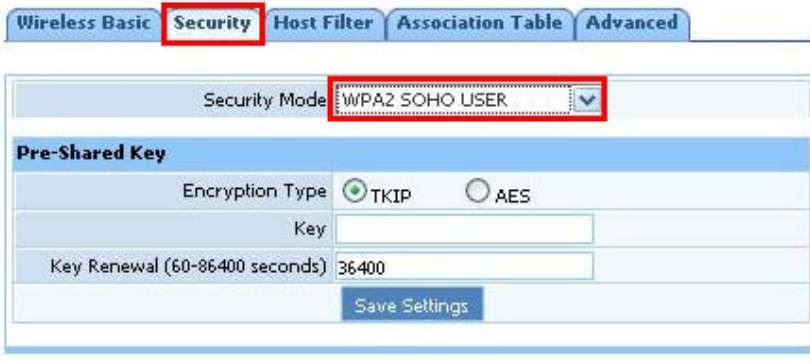 Wireless Basic Security Host Filter Association Table Advanced
Security Mode WPA2 SOHO USER
Pre-Shared Key
Encryption Type TKIP AES
Key
Key Renewal (60-86400 seconds) 36400
Save Settings